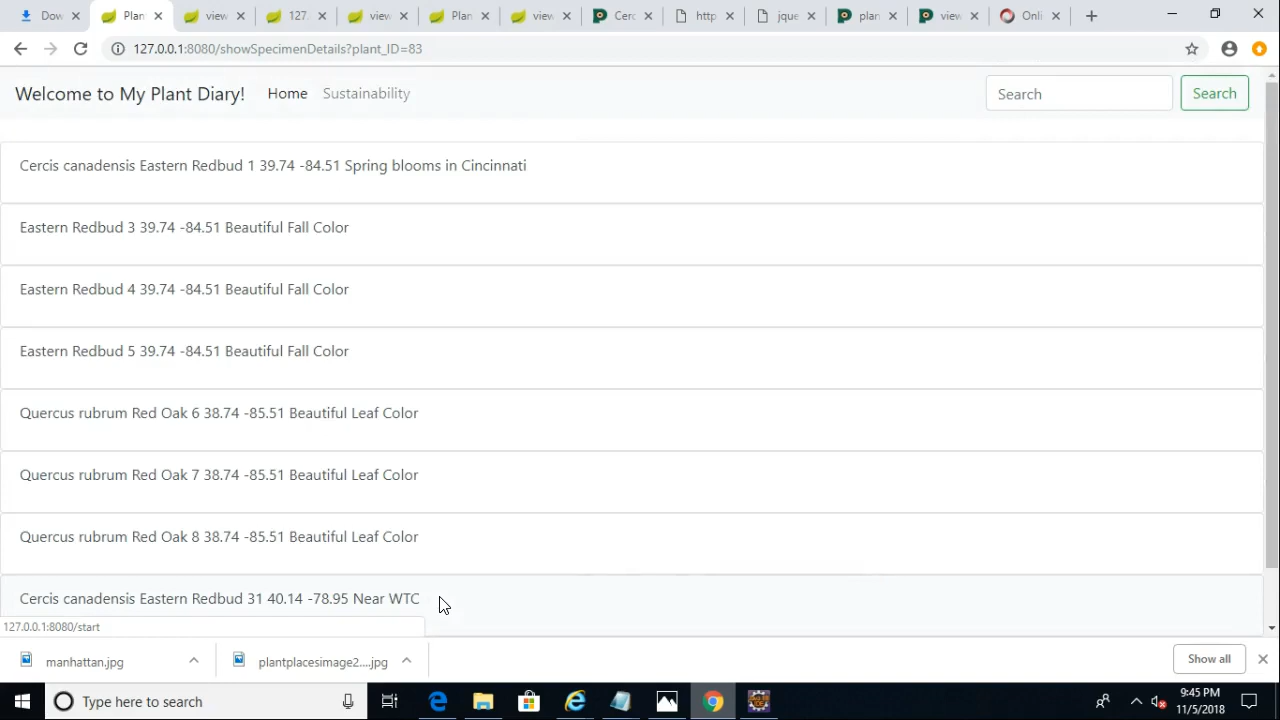 Dow
Plant
view
127.
view
Plan
view
Cerc
http
jque
plan
view
Onli
127.0.0.1:8080/showSpecimenDetails?plant_ID=83
Welcome to My Plant Diary! Home Sustainability Search Search
Cercis canadensis Eastern Redbud 1 39.74 -84.51 Spring blooms in Cincinnati
Eastern Redbud 3 39.74 -84.51 Beautiful Fall Color
Eastern Redbud 4 39.74 -84.51 Beautiful Fall Color
Eastern Redbud 5 39.74 -84.51 Beautiful Fall Color
Quercus rubrum Red Oak 6 38.74 -85.51 Beautiful Leaf Color
Quercus rubrum Red Oak 7 38.74 -85.51 Beautiful Leaf Color
Quercus rubrum Red Oak 8 38.74 -85.51 Beautiful Leaf Color
Cercis canadensis Eastern Redbud 31 40.14 -78.95 Near WTC
127.0.0.1:8080/start
manhattan.jpg
plantplacesimage2....jpg
Show all
Type here to search
9:45 PM
11/5/2018